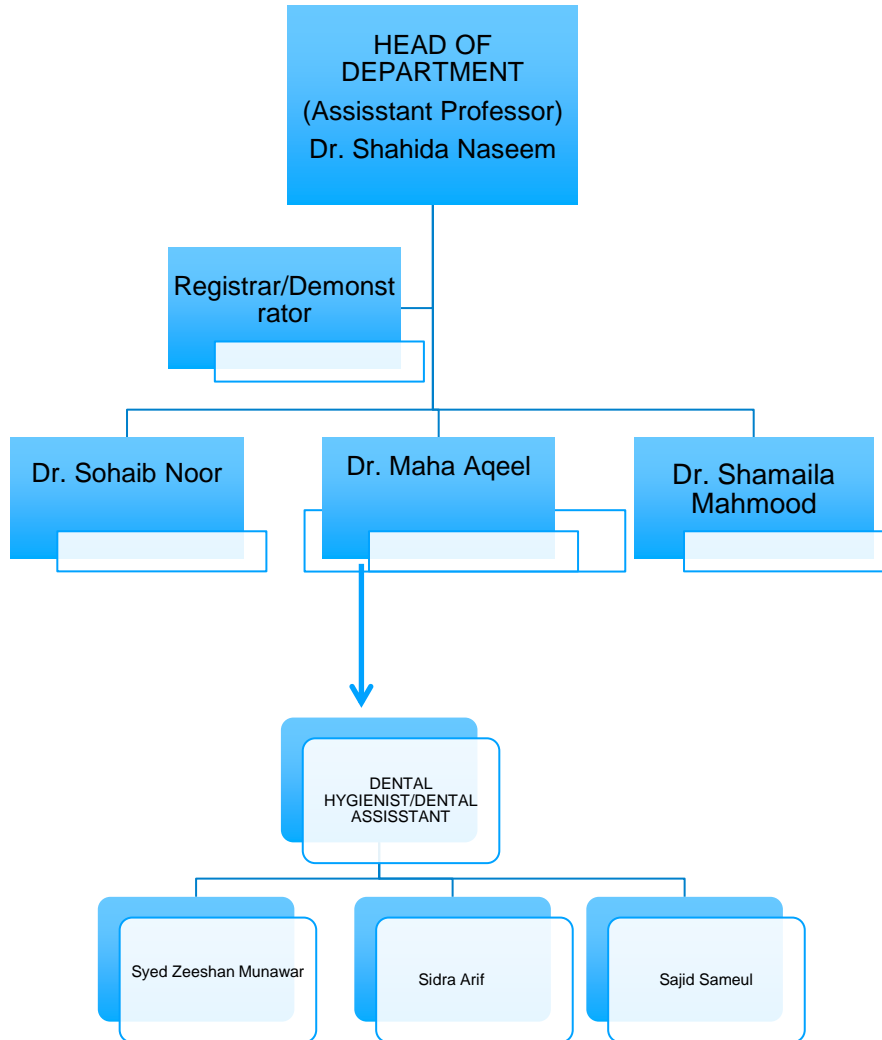 HEAD OF
DEPARTMENT
(Assisstant Professor)
Dr. Shahida Naseem
Registrar/Demonst
rator
Dr. Sohaib Noor
Dr. Maha Aqeel
Dr. Shamaila
Mahmood
DENTAL
HYGIENIST/DENTAL
ASSISSTANT
Syed Zeeshan Munawar
Sidra Arif
Sajid Sameul